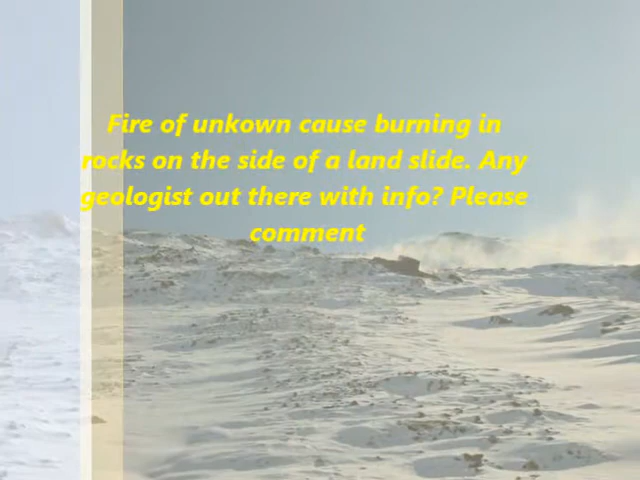 Fire of unkown cause burning in
rocks on the side of a land slide. Any
geologist out there with info? Please
comment